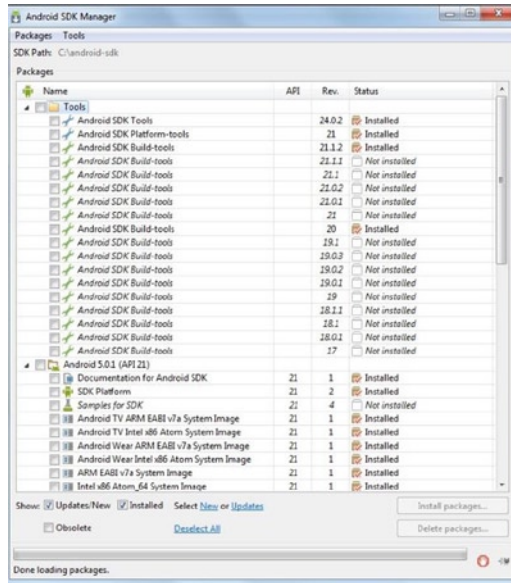 Android SDK Manager
Packages Tools
SDK Path: C:\android-sdk
Packages
Name API Rev. Status
Tools
Android SDK Tools 24.0.2 Installed
Android SDK Platform-tools 21 Installed
Android SDK Build-tools 21.1.2 Installed
Android SDK Build-tools 21.1.1 Not installed
Android SDK Build-tools 21.1 Not installed
Android SDK Build-tools 21.0.2 Not installed
Android SDK Build-tools 21.0.1 Not installed
Android SDK Build-tools 21 Not installed
Android SDK Build-tools 20 Installed
Android SDK Build-tools 19.1 Not installed
Android SDK Build-tools 19.0.3 Not installed
Android SDK Build-tools 19.0.2 Not installed
Android SDK Build-tools 19.0.1 Not installed
Android SDK Build-tools 19 Not installed
Android SDK Build-tools 18.1.1 Not installed
Android SDK Build-tools 18.1 Not installed
Android SDK Build-tools 18.0.1 Not installed
Android SDK Build-tools 17 Not installed
Android 5.0.1 (API 21)
Documentation for Android SDK 21 1 Installed
SDK Platform 21 2 Installed
Samples for SDK 21 4 Not installed
Android TV ARM EABI v7a System Image 21 1 Installed
Android TV Intel x86 Atom System Image 21 1 Installed
Android Wear ARM EABI v7a System Image 21 1 Installed
Android Wear Intel x86 Atom System Image 21 1 Installed
ARM EABI v7a System Image 21 1 Installed
Intel x86 Atom_64 System Image 21 1 Installed
Show: Updates/New Installed Select New or Updates Install packages...
Obsolete Deselect All Delete packages...
Done loading packages.